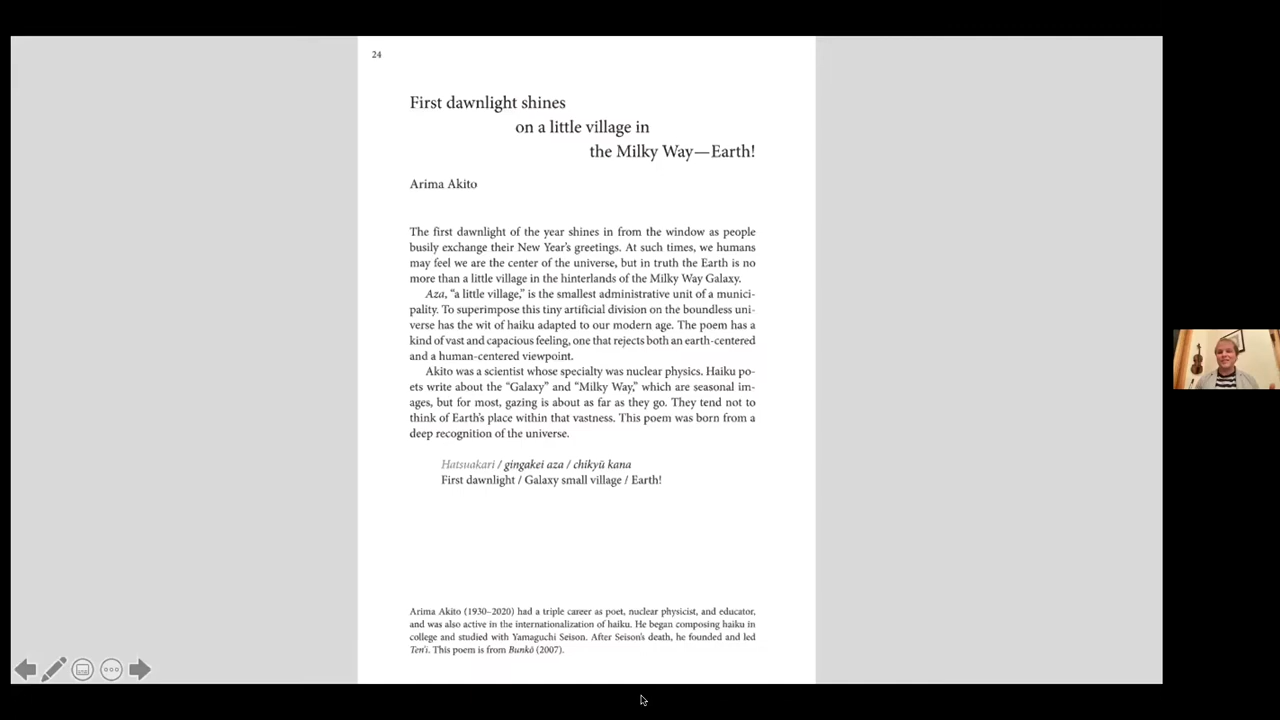 24
First dawnlight shines
on a little village in
the Milky Way—Earth!
Arima Akito
The first dawnlight of the year shines in from the window as people
busily exchange their New Year's greetings. At such times, we humans
may feel we are the center of the universe, but in truth the Earth is no
more than a little village in the hinterlands of the Milky Way Galaxy.
Aza, “a little village,” is the smallest administrative unit of a munici-
pality. To superimpose this tiny artificial division on the boundless uni-
verse has the wit of haiku adapted to our modern age. The poem has a
kind of vast and capacious feeling, one that rejects both an earth-centered
and a human-centered viewpoint.
Akito was a scientist whose specialty was nuclear physics. Haiku po-
ets write about the “Galaxy” and “Milky Way,” which are seasonal im-
ages, but for most, gazing is about as far as they go. They tend not to
think of Earth's place within that vastness. This poem was born from a
deep recognition of the universe.
Hatsuakari / gingakei aza / chikyū kana
First dawnlight / Galaxy small village / Earth!
Arima Akito (1930–2020) had a triple career as poet, nuclear physicist, and educator,
and was also active in the internationalization of haiku. He began composing haiku in
college and studied with Yamaguchi Seison. After Seison's death, he founded and led
Ten'i. This poem is from Bunkō (2007).